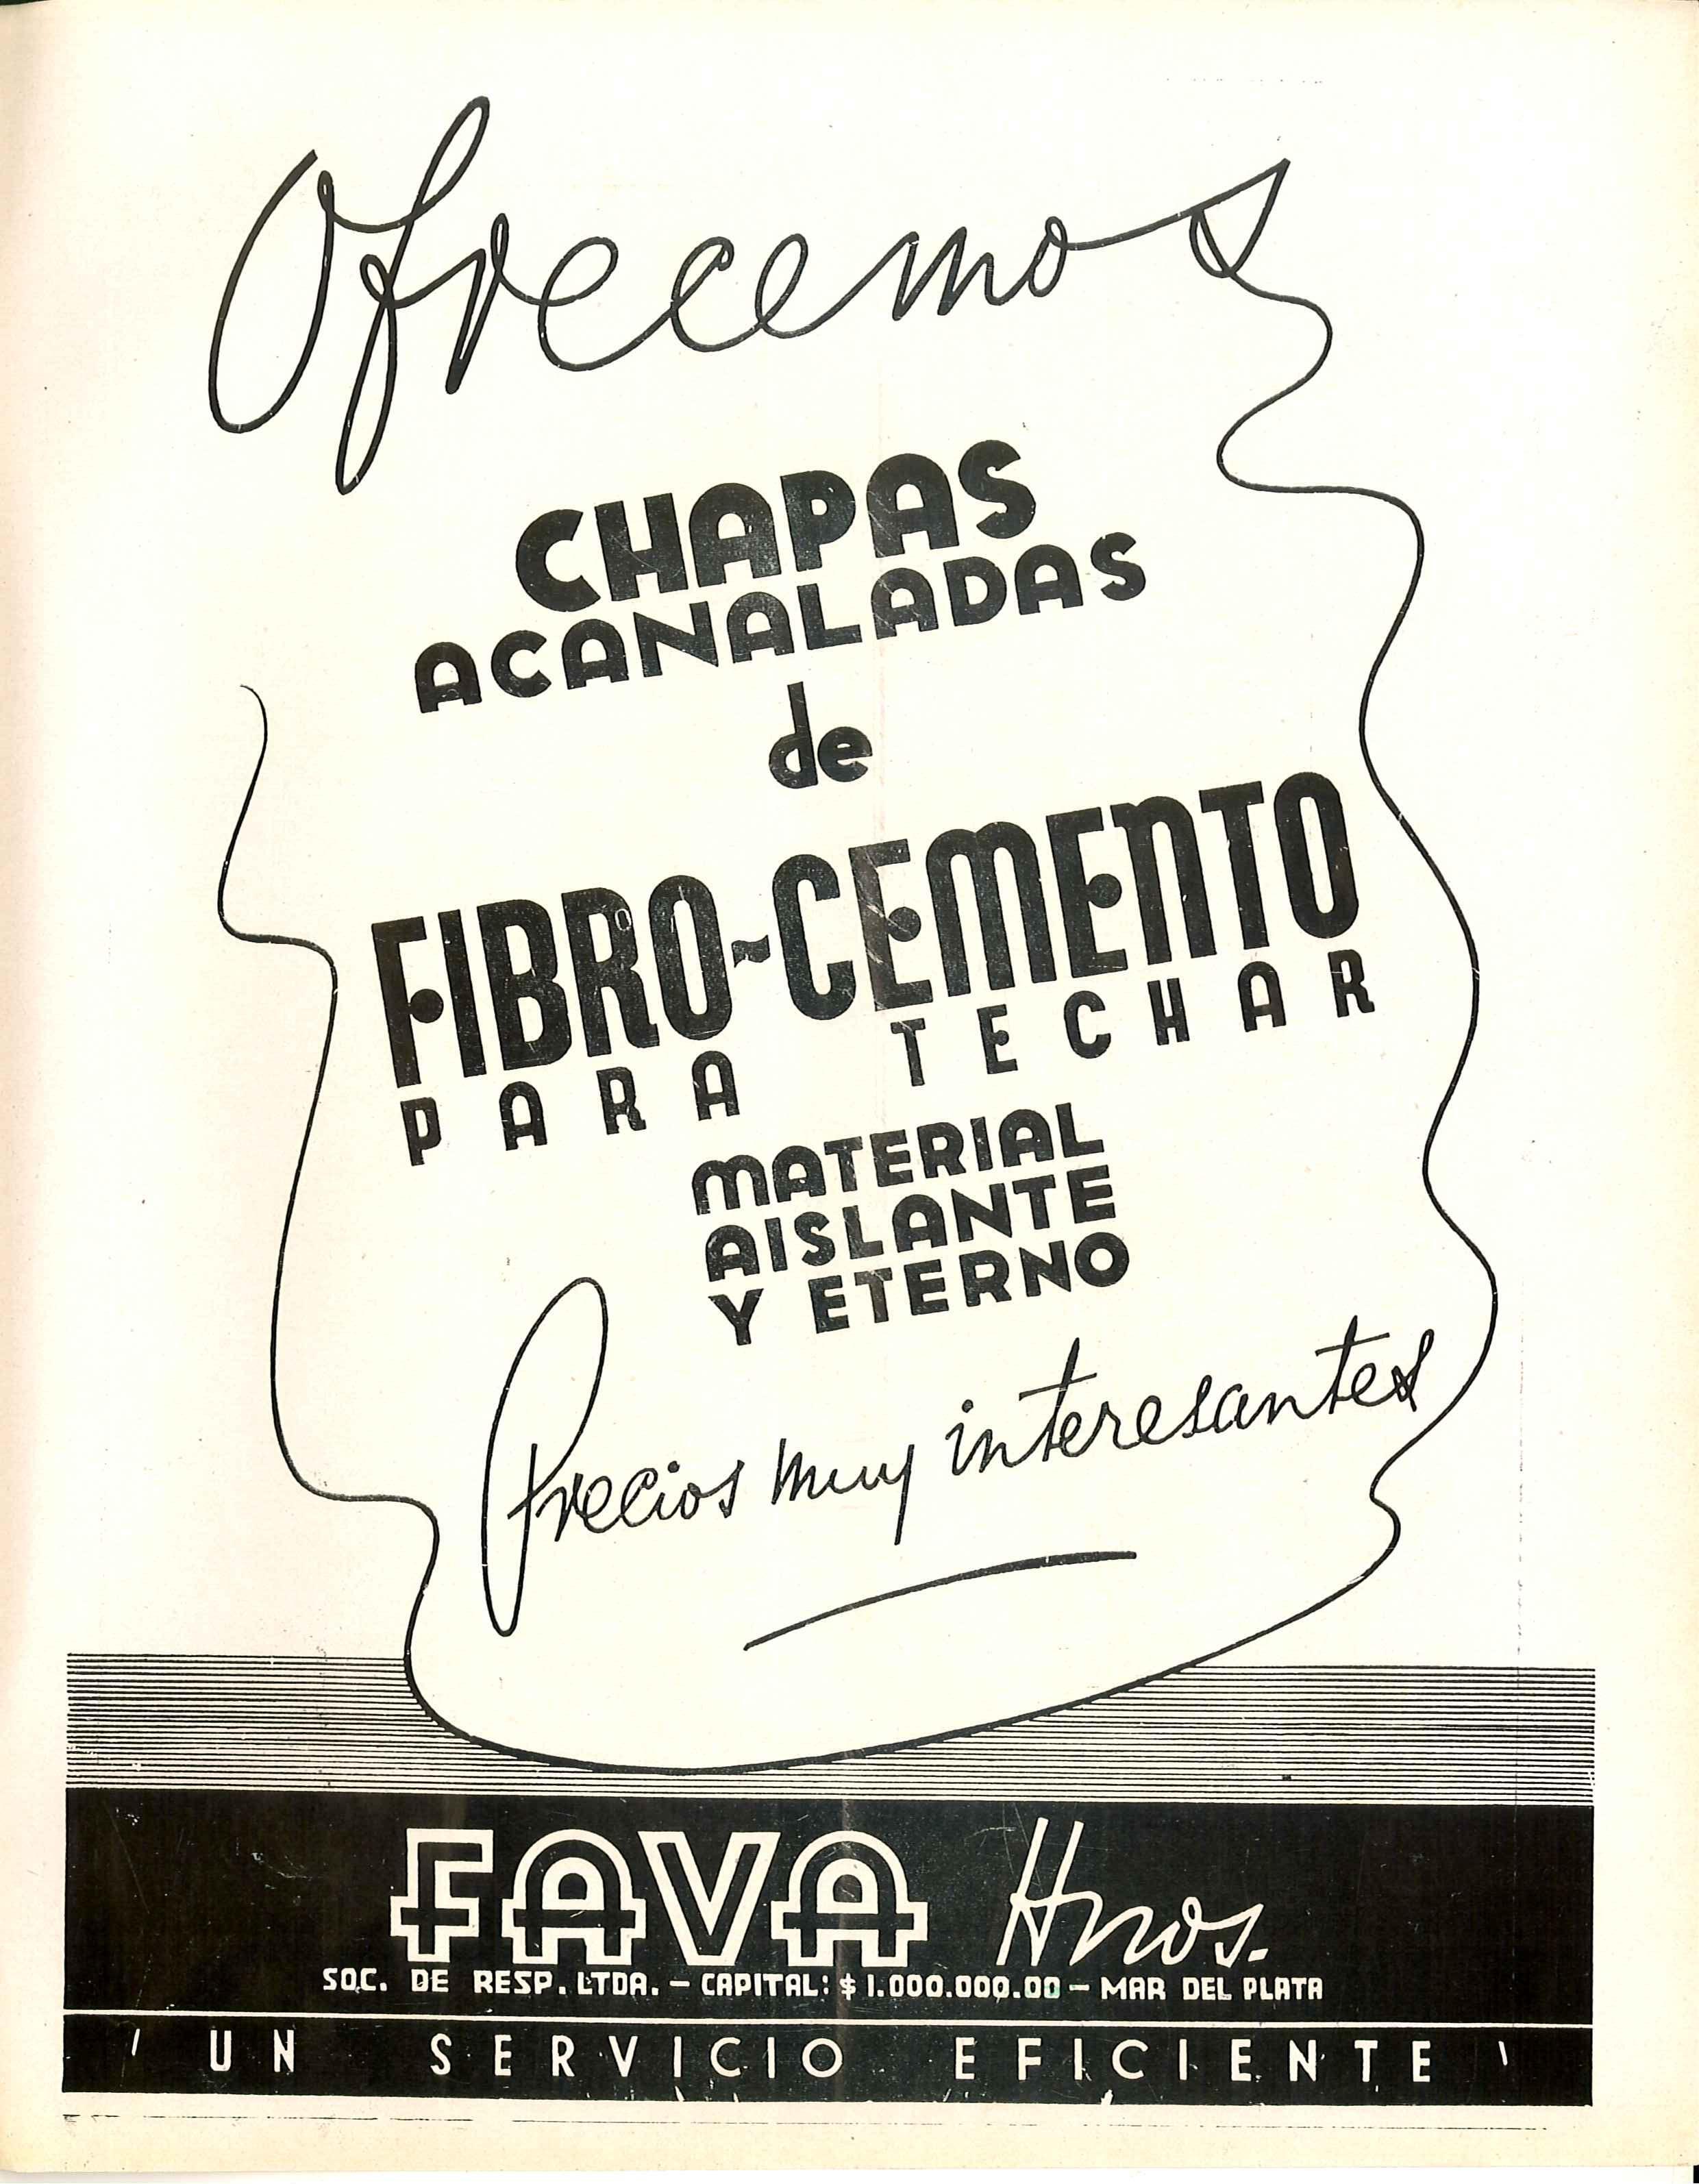 Ofrecemos
CHAPAS
ACANALADAS
de
FIBRO-CEMENTO
PARA TECHAR
MATERIAL
AISLANTE
Y ETERNO
Precios muy interesantes
FAVA Hnos.
SOC. DE RESP. LTDA. - CAPITAL: $ 1.000.000.00 - MAR DEL PLATA
' UN SERVICIO EFICIENTE '